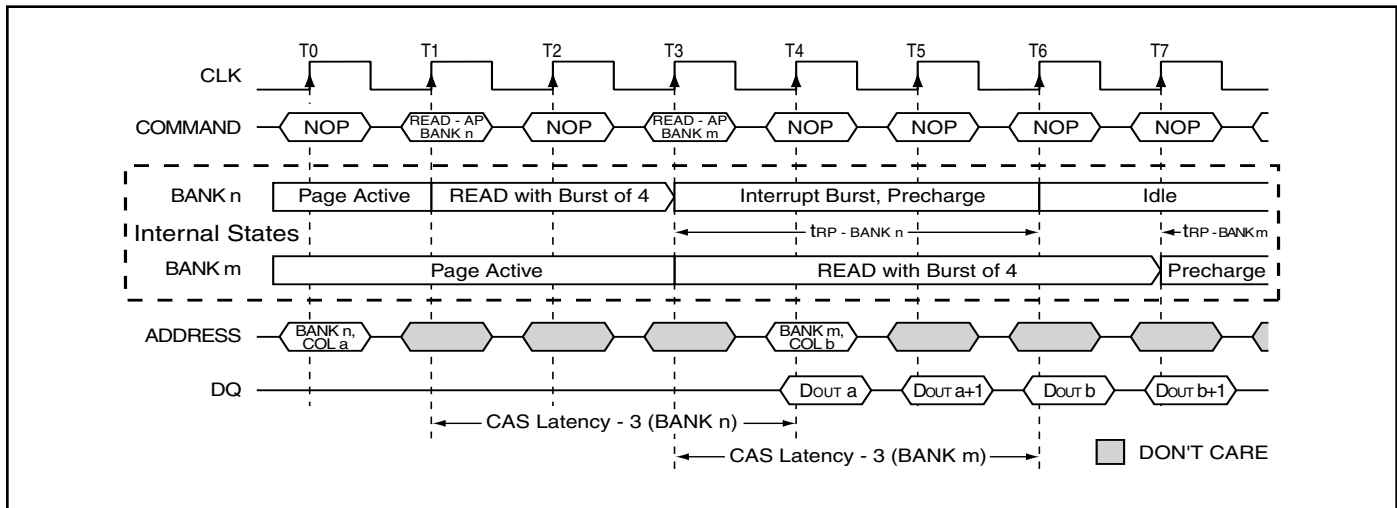 T0 T1 T2 T3 T4 T5 T6 T7
CLK
COMMAND NOP READ - AP BANK n NOP READ - AP BANK m NOP NOP NOP NOP
BANK n Page Active READ with Burst of 4 Interrupt Burst, Precharge Idle
Internal States tRP - BANK n tRP - BANK m
BANK m Page Active READ with Burst of 4 Precharge
ADDRESS BANK n, COL a BANK m, COL b
DQ DOUT a DOUT a+1 DOUT b DOUT b+1
CAS Latency - 3 (BANK n)
CAS Latency - 3 (BANK m) DON'T CARE